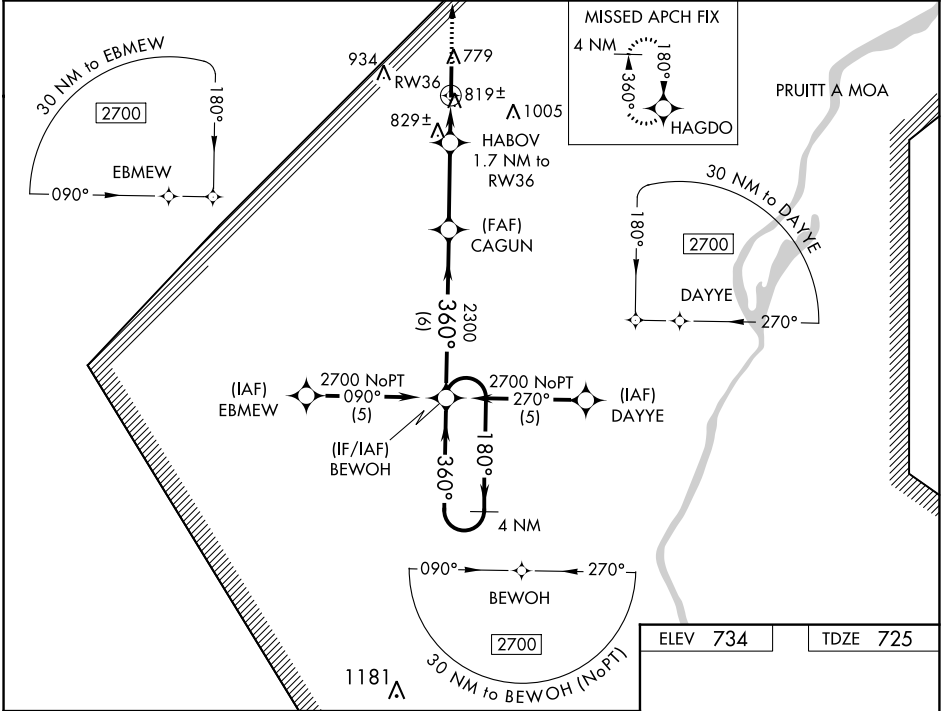 30 NM to EBMEW
2700
180°
EBMEW
090°
934
RW36
779
819±
829±
1005
HABOV
1.7 NM to
RW36
MISSED APCH FIX
4 NM
180°
360°
HAGDO
PRUITT A MOA
(FAF)
CAGUN
30 NM to DAYYE
180°
2700
DAYYE
270°
2300
360°
(6)
(IAF)
EBMEW
2700 NoPT
090°
(5)
2700 NoPT
270°
(5)
(IAF)
DAYYE
(IF/IAF)
BEWOH
360°
180°
4 NM
090°
270°
BEWOH
2700
30 NM to BEWOH (NoPT)
1181
ELEV 734
TDZE 725